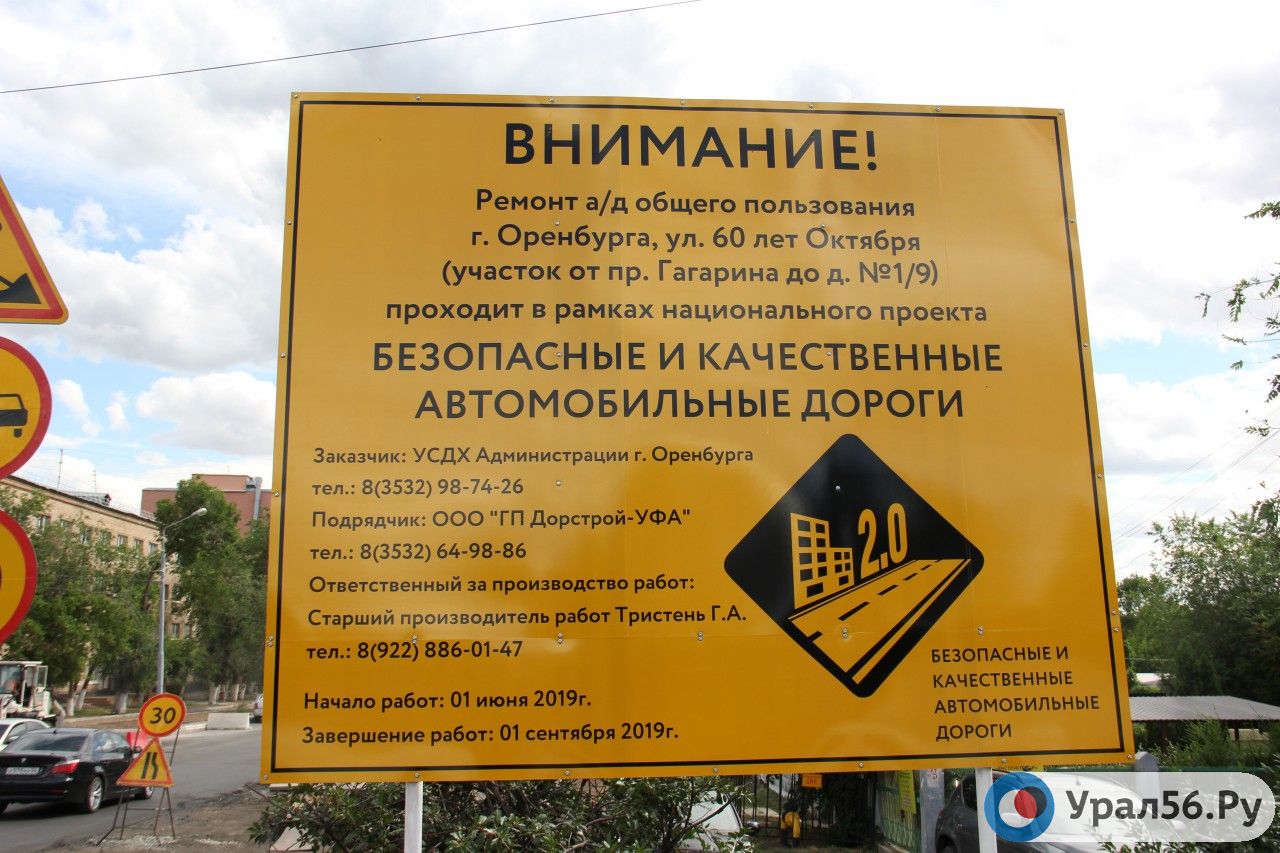 ВНИМАНИЕ!
Ремонт а/д общего пользования
г. Оренбурга, ул. 60 лет Октября
(участок от пр. Гагарина до д. №1/9)
проходит в рамках национального проекта
БЕЗОПАСНЫЕ И КАЧЕСТВЕННЫЕ
АВТОМОБИЛЬНЫЕ ДОРОГИ
Заказчик: УСДХ Администрации г. Оренбурга
тел.: 8(3532) 98-74-26
Подрядчик: ООО "ГП Дорстрой-УФА"
тел.: 8(3532) 64-98-86
Ответственный за производство работ:
Старший производитель работ Тристень Г.А.
тел.: 8(922) 886-01-47
Начало работ: 01 июня 2019г.
Завершение работ: 01 сентября 2019г.
2.0
БЕЗОПАСНЫЕ И
КАЧЕСТВЕННЫЕ
АВТОМОБИЛЬНЫЕ
ДОРОГИ
30
Урал56.Ру